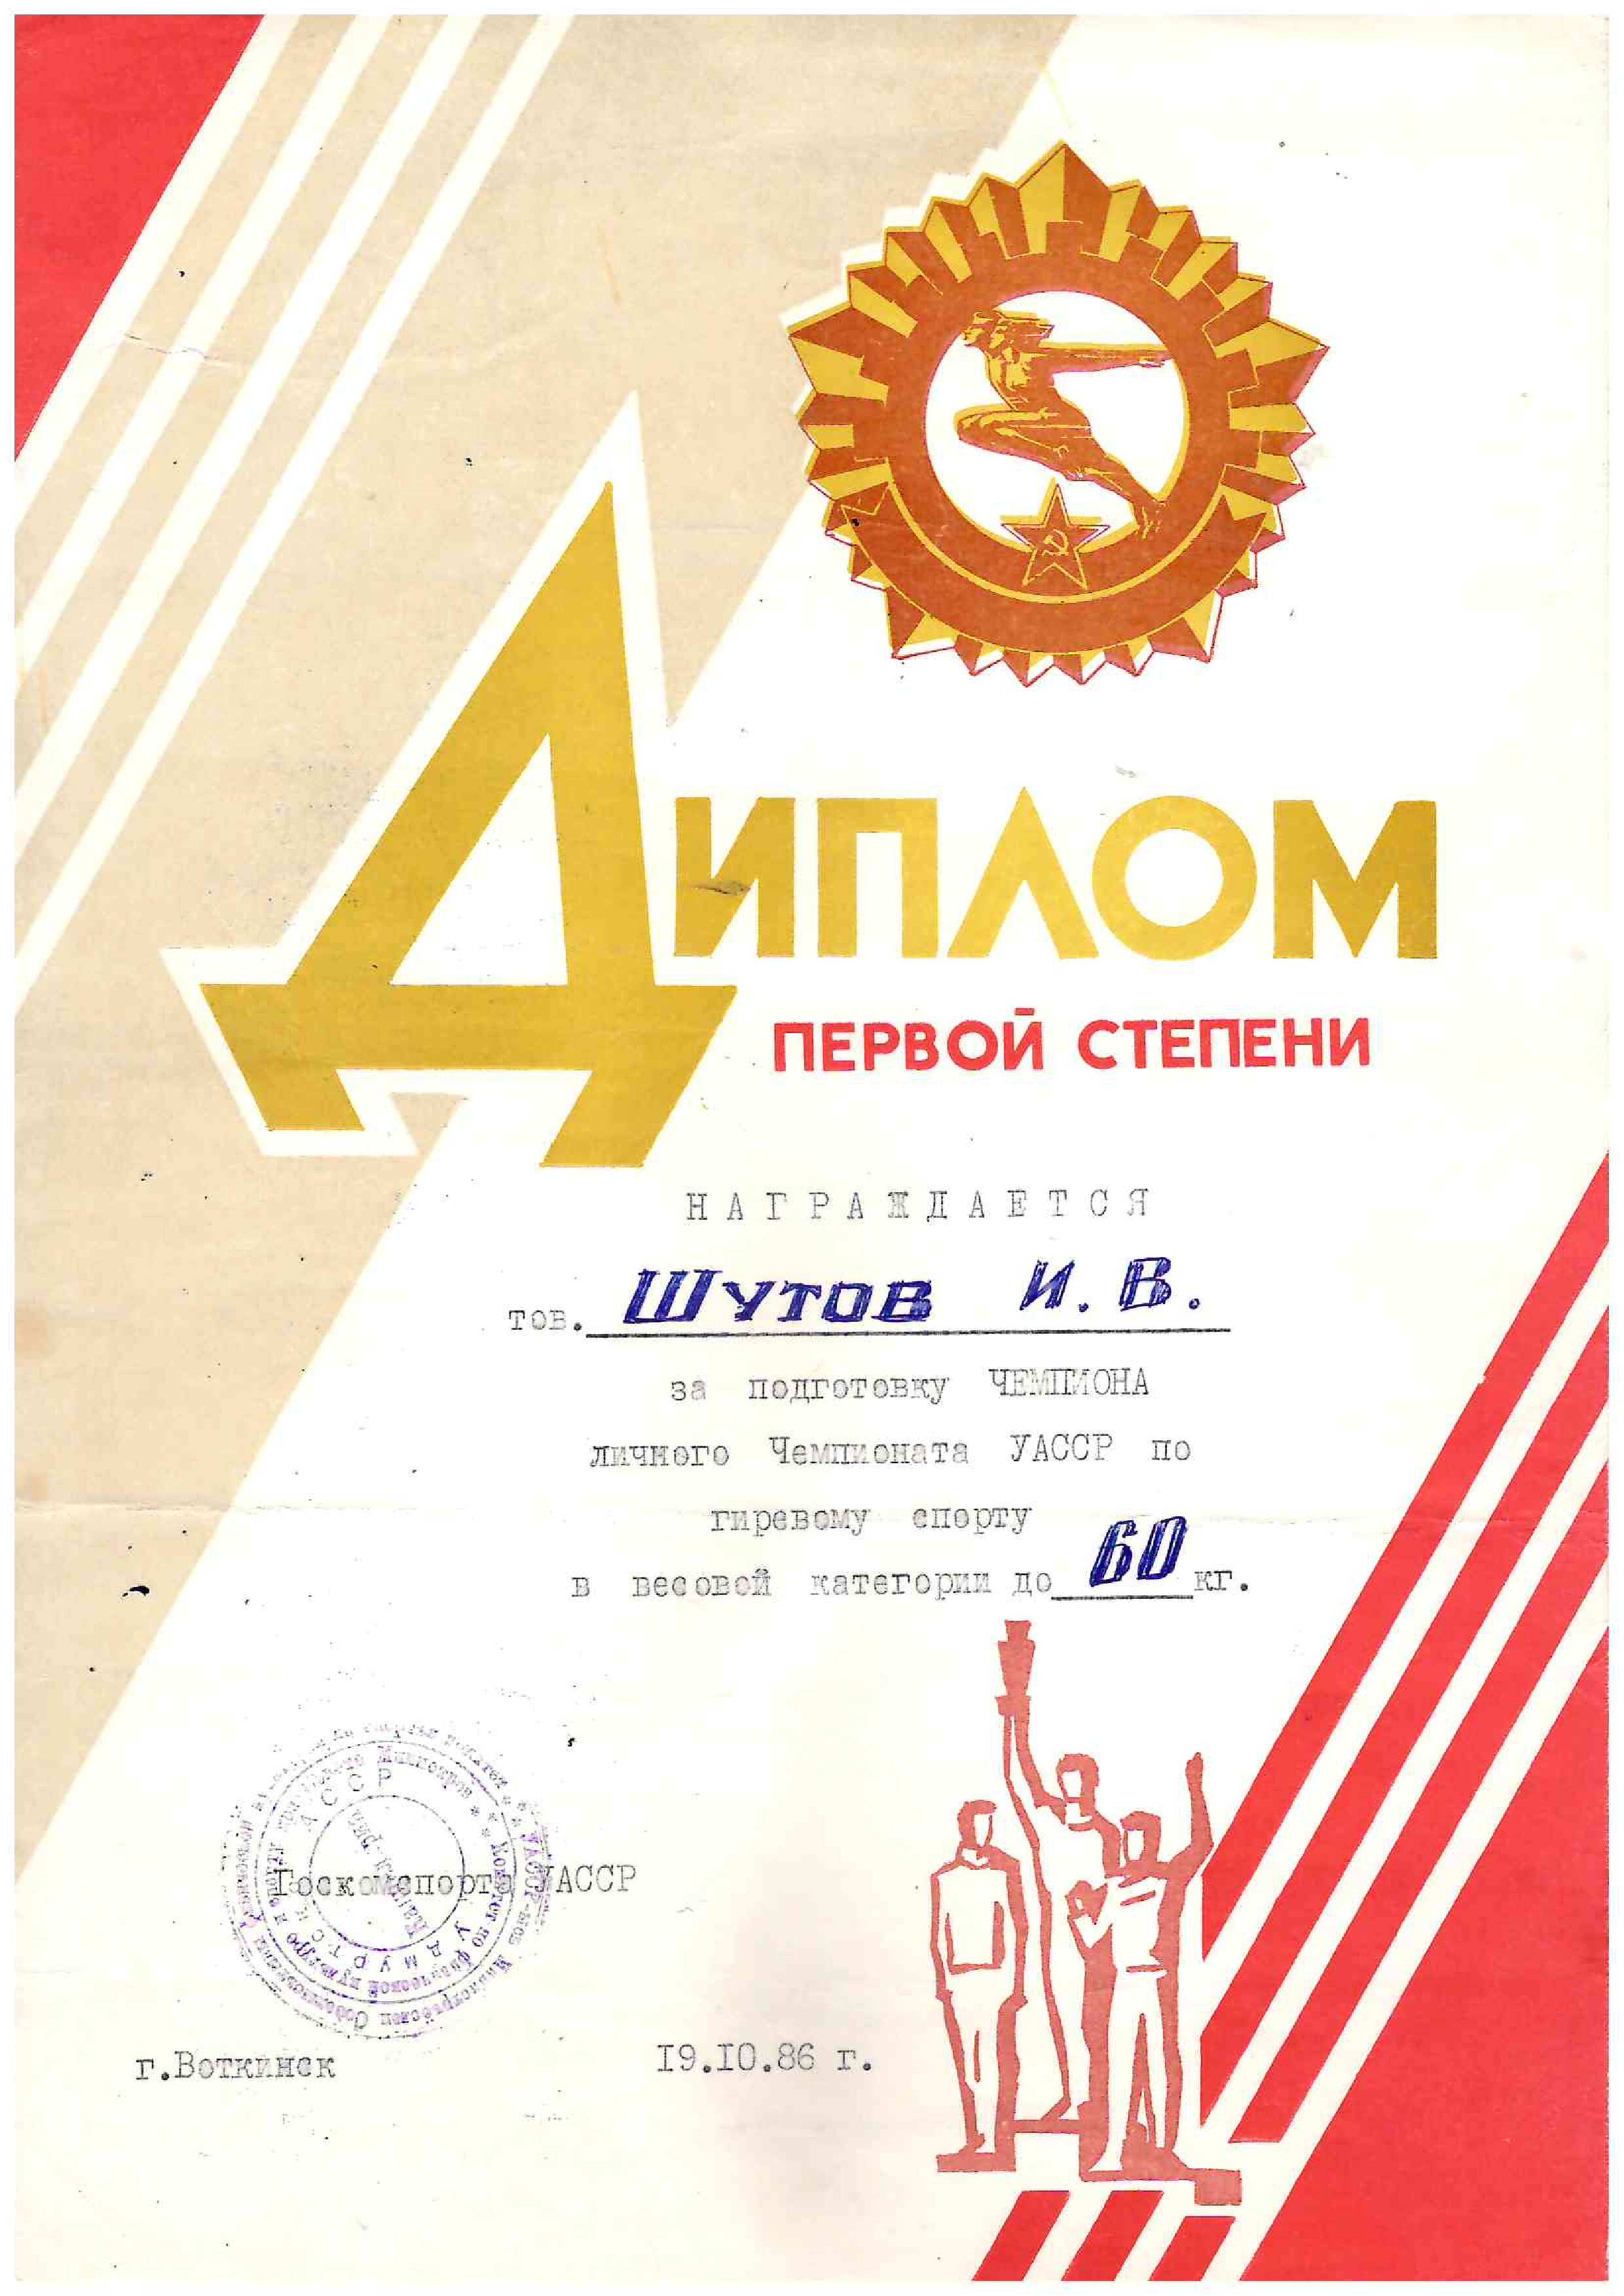 ДИПЛОМ
ПЕРВОЙ СТЕПЕНИ
НАГРАЖДАЕТСЯ
тов. ШУТОВ И. В.
за подготовку ЧЕМПИОНА
личного Чемпионата УАССР по
гиревому спорту
в весовой категории до 60 кг.
Госкомспорта УАССР
г.Воткинск 19.10.86 г.